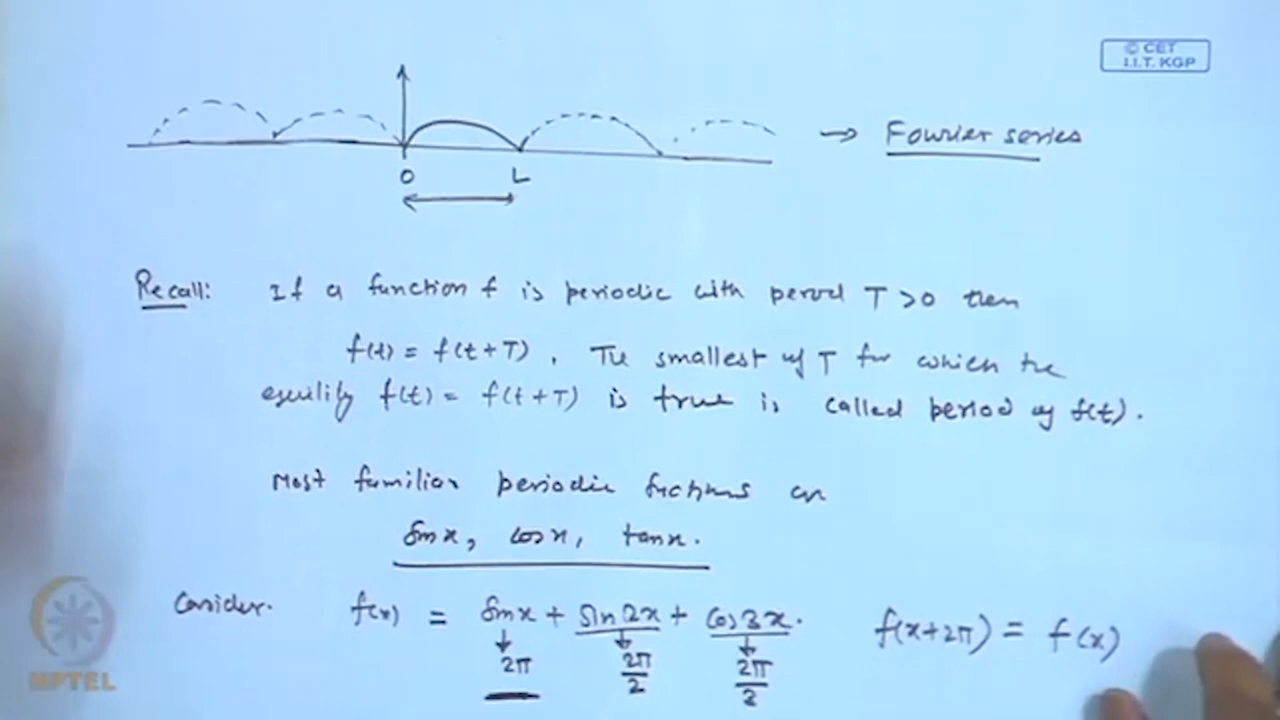 © CET
I.I.T. KGP
→ Fourier series
0 L
Recall: If a function f is periodic with period T > 0 then
f(t) = f(t+T). The smallest of T for which the
equality f(t) = f(t+T) is true is called period of f(t).
Most familiar periodic functions are
sin x, cos x, tan x.
Consider. f(x) = sin x + sin 2x + cos 3x. f(x+2π) = f(x)
2π 2π/2 2π/3
NPTEL